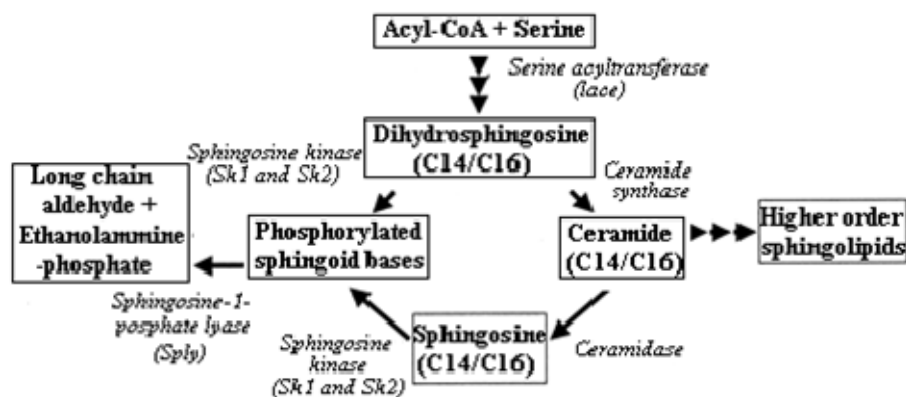 Acyl-CoA + Serine
Serine acyltransferase
(lace)
Dihydrosphingosine
(C14/C16)
Sphingosine kinase
(Sk1 and Sk2)
Ceramide
synthase
Long chain
aldehyde +
Ethanolammine
-phosphate
Phosphorylated
sphingoid bases
Ceramide
(C14/C16)
Higher order
sphingolipids
Sphingosine-1-
posphate lyase
(Sply)
Sphingosine
kinase
(Sk1 and Sk2)
Sphingosine
(C14/C16)
Ceramidase